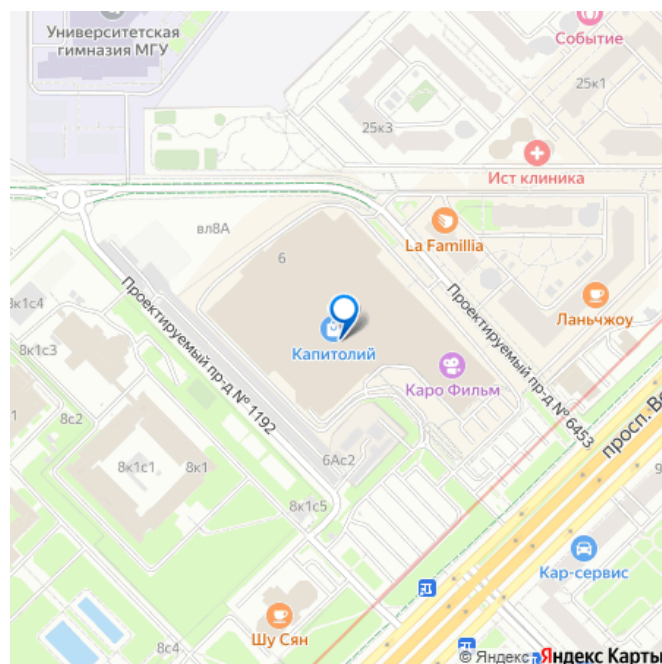 Университетская
гимназия МГУ
Событие
25к1
25к3
Ист клиника
вл8А
La Famillia
6
Проектируемый пр-д № 1192
Проектируемый пр-д № 6453
Ланьчжоу
8к1с4
8к1с3
Капитолий
Каро Фильм
8с2
просп. Ве
6Ас2
8к1с1
8к1
8к1с5
Кар-сервис
Шу Сян
8с4
© Яндекс
Яндекс Карты